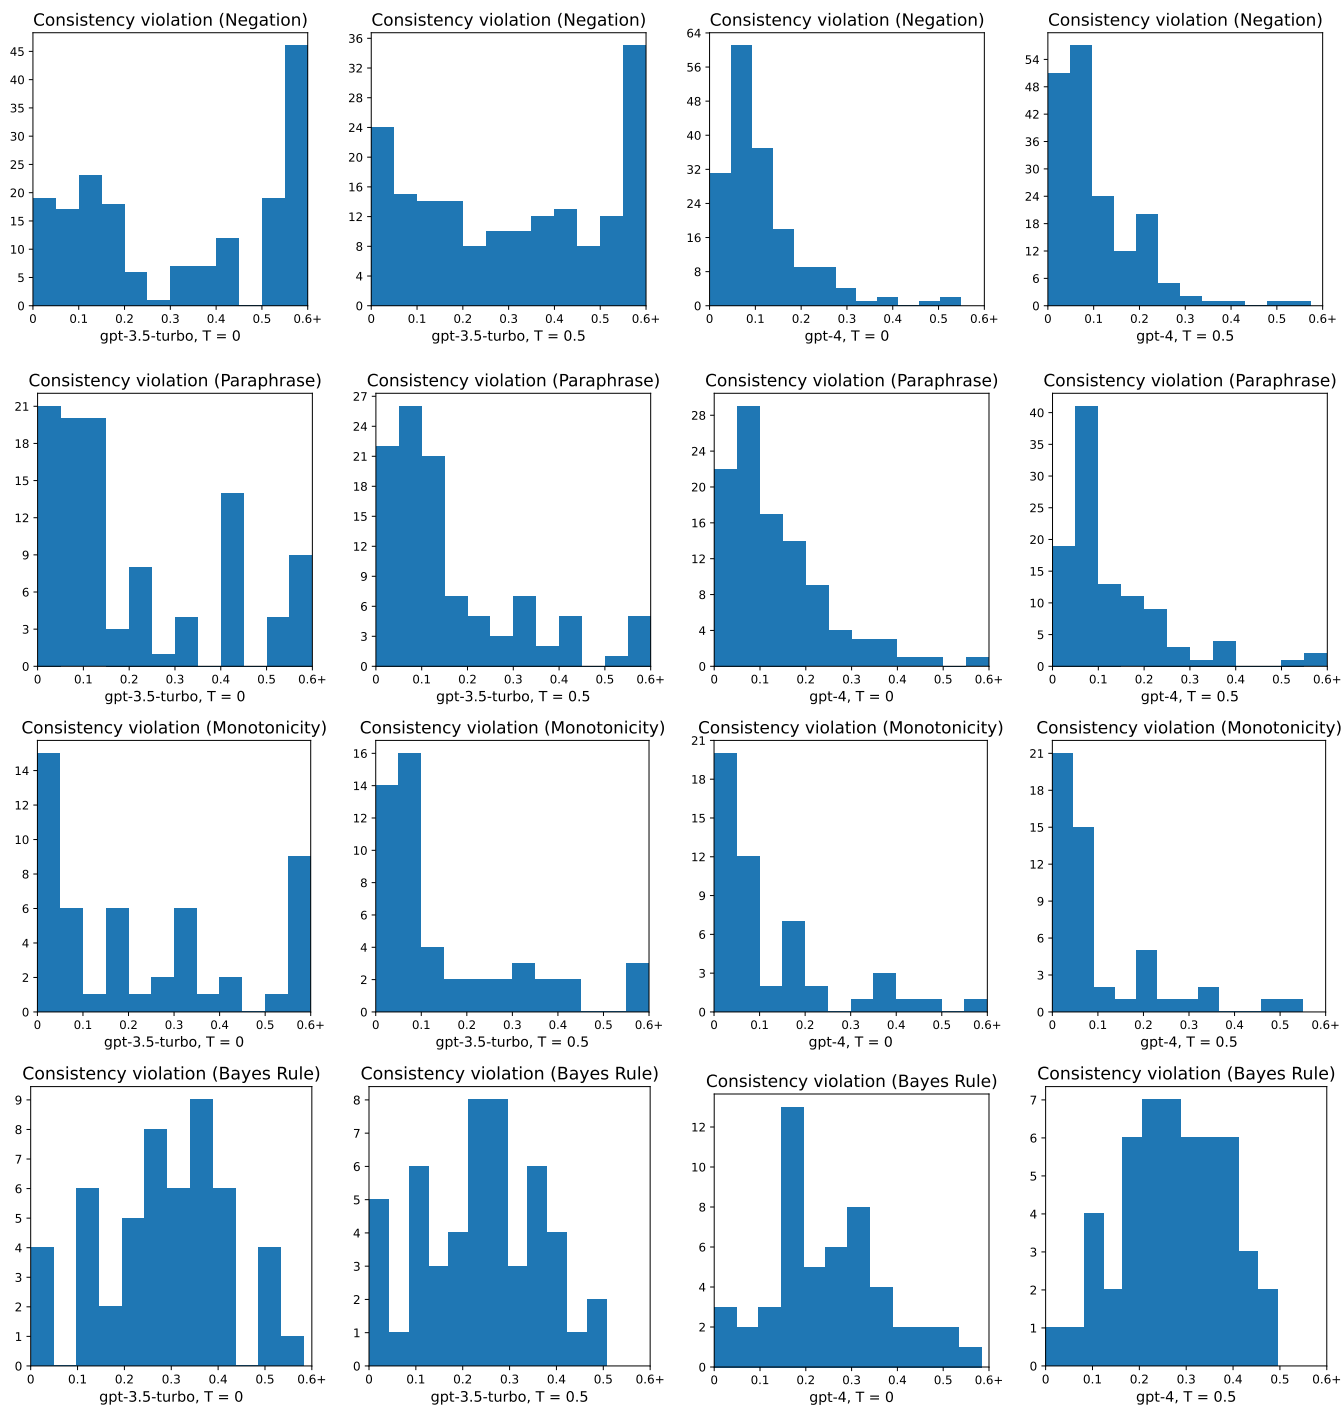 Consistency violation (Negation)
45
40
35
30
25
20
15
10
5
0
0 0.1 0.2 0.3 0.4 0.5 0.6+
gpt-3.5-turbo, T = 0
Consistency violation (Negation)
36
32
28
24
20
16
12
8
4
0
0 0.1 0.2 0.3 0.4 0.5 0.6+
gpt-3.5-turbo, T = 0.5
Consistency violation (Negation)
64
56
48
40
32
24
16
8
0
0 0.1 0.2 0.3 0.4 0.5 0.6+
gpt-4, T = 0
Consistency violation (Negation)
54
48
42
36
30
24
18
12
6
0
0 0.1 0.2 0.3 0.4 0.5 0.6+
gpt-4, T = 0.5
Consistency violation (Paraphrase)
21
18
15
12
9
6
3
0
0 0.1 0.2 0.3 0.4 0.5 0.6+
gpt-3.5-turbo, T = 0
Consistency violation (Paraphrase)
27
24
21
18
15
12
9
6
3
0
0 0.1 0.2 0.3 0.4 0.5 0.6+
gpt-3.5-turbo, T = 0.5
Consistency violation (Paraphrase)
28
24
20
16
12
8
4
0
0 0.1 0.2 0.3 0.4 0.5 0.6+
gpt-4, T = 0
Consistency violation (Paraphrase)
40
35
30
25
20
15
10
5
0
0 0.1 0.2 0.3 0.4 0.5 0.6+
gpt-4, T = 0.5
Consistency violation (Monotonicity)
14
12
10
8
6
4
2
0
0 0.1 0.2 0.3 0.4 0.5 0.6+
gpt-3.5-turbo, T = 0
Consistency violation (Monotonicity)
16
14
12
10
8
6
4
2
0
0 0.1 0.2 0.3 0.4 0.5 0.6+
gpt-3.5-turbo, T = 0.5
Consistency violation (Monotonicity)
21
18
15
12
9
6
3
0
0 0.1 0.2 0.3 0.4 0.5 0.6+
gpt-4, T = 0
Consistency violation (Monotonicity)
21
18
15
12
9
6
3
0
0 0.1 0.2 0.3 0.4 0.5 0.6+
gpt-4, T = 0.5
Consistency violation (Bayes Rule)
9
8
7
6
5
4
3
2
1
0
0 0.1 0.2 0.3 0.4 0.5 0.6+
gpt-3.5-turbo, T = 0
Consistency violation (Bayes Rule)
8
7
6
5
4
3
2
1
0
0 0.1 0.2 0.3 0.4 0.5 0.6+
gpt-3.5-turbo, T = 0.5
Consistency violation (Bayes Rule)
12
10
8
6
4
2
0
0 0.1 0.2 0.3 0.4 0.5 0.6+
gpt-4, T = 0
Consistency violation (Bayes Rule)
7
6
5
4
3
2
1
0
0 0.1 0.2 0.3 0.4 0.5 0.6+
gpt-4, T = 0.5